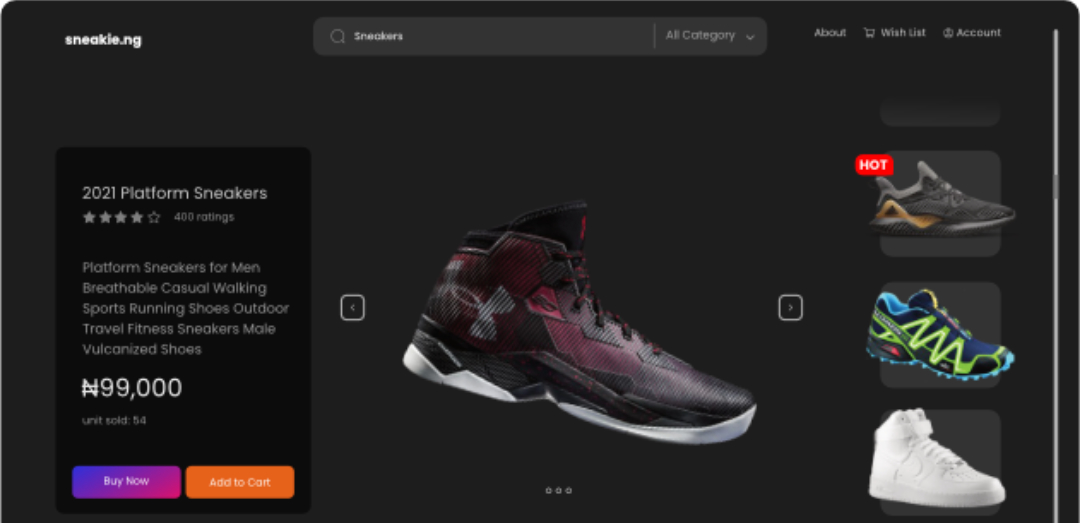 sneakie.ng
Sneakers
All Category
About
Wish List
Account
2021 Platform Sneakers
400 ratings
Platform Sneakers for Men
Breathable Casual Walking
Sports Running Shoes Outdoor
Travel Fitness Sneakers Male
Vulcanized Shoes
₦99,000
unit sold: 54
Buy Now
Add to Cart
HOT